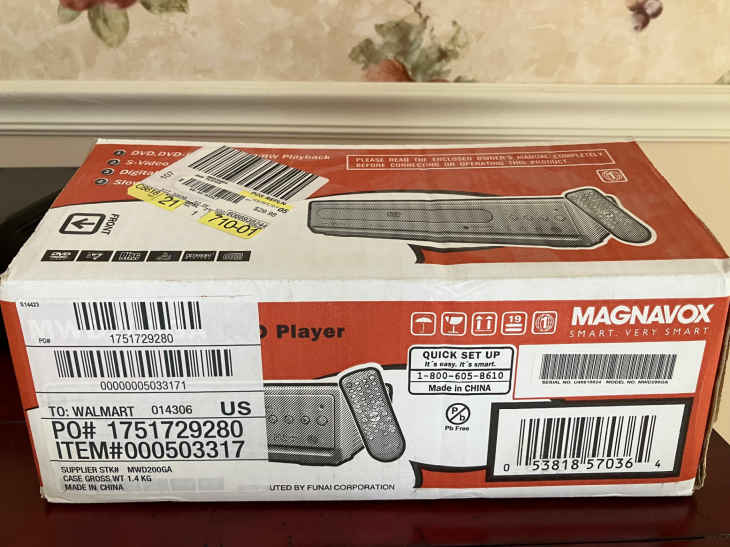 DVD, DVD-
Playback
S-Video
Digita
Slo
PLEASE READ THE ENCLOSED OWNER'S MANUAL COMPLETELY
BEFORE CONNECTING OR OPERATING THIS PRODUCT.
21
710-01
FRONT
S14423
PO# 1751729280
00000005033171
TO: WALMART 014306 US
PO# 1751729280
ITEM#000503317
SUPPLIER STK# MWD200GA
CASE GROSS.WT 1.4 KG
MADE IN CHINA
D Player
19
MAGNAVOX
SMART. VERY SMART
QUICK SET UP
It's easy. It's smart.
1-800-605-8610
Made in CHINA
Pb Free
MODEL NO. MWD200GA
0 53818 57036 4
UTED BY FUNAI CORPORATION